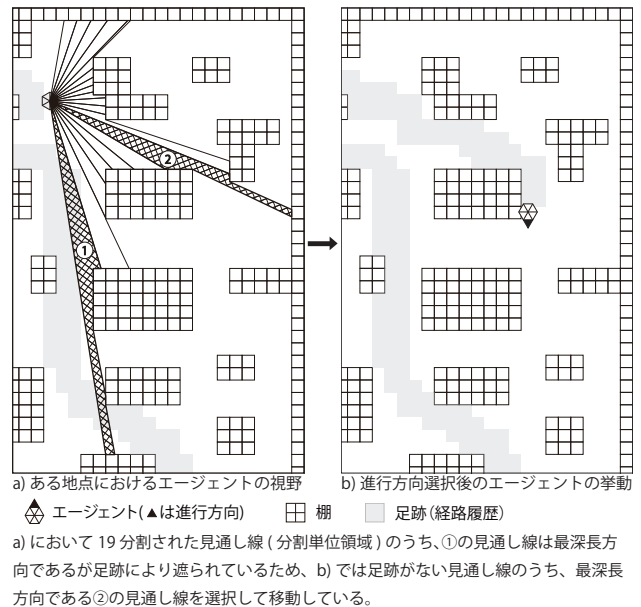 ①
②
a) ある地点におけるエージェントの視野
b) 進行方向選択後のエージェントの挙動
エージェント(▲は進行方向)
棚
足跡(経路履歴)
a) において 19 分割された見通し線 ( 分割単位領域 ) のうち、①の見通し線は最深長方
向であるが足跡により遮られているため、b) では足跡がない見通し線のうち、最深長
方向である②の見通し線を選択して移動している。